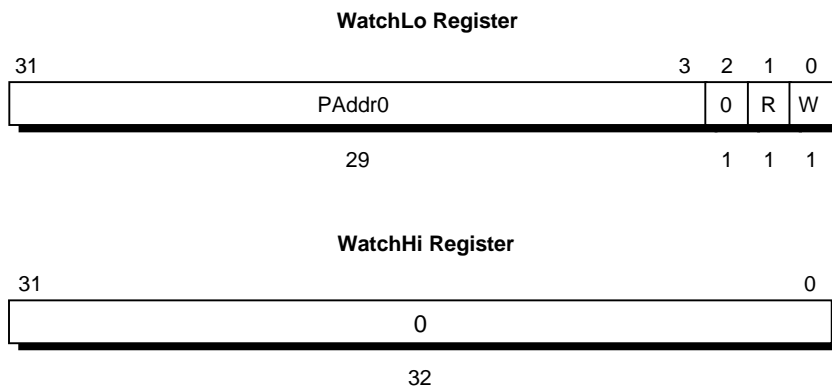 WatchLo Register
31 3 2 1 0
PAddr0 0 R W
29 1 1 1
WatchHi Register
31 0
0
32